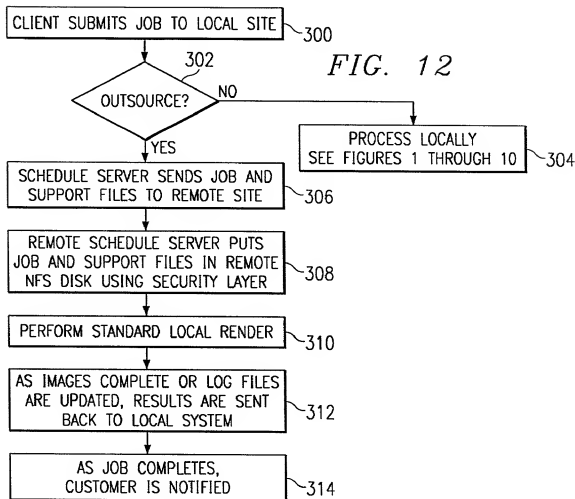 CLIENT SUBMITS JOB TO LOCAL SITE
300
302
FIG. 12
OUTSOURCE?
NO
YES
PROCESS LOCALLY
SEE FIGURES 1 THROUGH 10
304
SCHEDULE SERVER SENDS JOB AND
SUPPORT FILES TO REMOTE SITE
306
REMOTE SCHEDULE SERVER PUTS
JOB AND SUPPORT FILES IN REMOTE
NFS DISK USING SECURITY LAYER
308
PERFORM STANDARD LOCAL RENDER
310
AS IMAGES COMPLETE OR LOG FILES
ARE UPDATED, RESULTS ARE SENT
BACK TO LOCAL SYSTEM
312
AS JOB COMPLETES,
CUSTOMER IS NOTIFIED
314